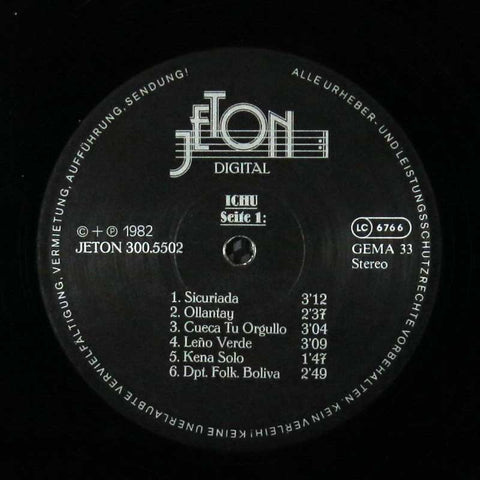 ALLE URHEBER- UND LEISTUNGSSCHUTZRECHTE VORBEHALTEN. KEIN VERLEIH! KEINE UNERLAUBTE VERVIELFÄLTIGUNG, VERMIETUNG, AUFFÜHRUNG, SENDUNG!
JETON
DIGITAL
ICHU
Seite 1:
© + ℗ 1982
JETON 300.5502
LC 6766
GEMA 33
Stereo
1. Sicuriada 3'12
2. Ollantay 2'37
3. Cueca Tu Orgullo 3'04
4. Leño Verde 3'09
5. Kena Solo 1'47
6. Dpt. Folk. Boliva 2'49